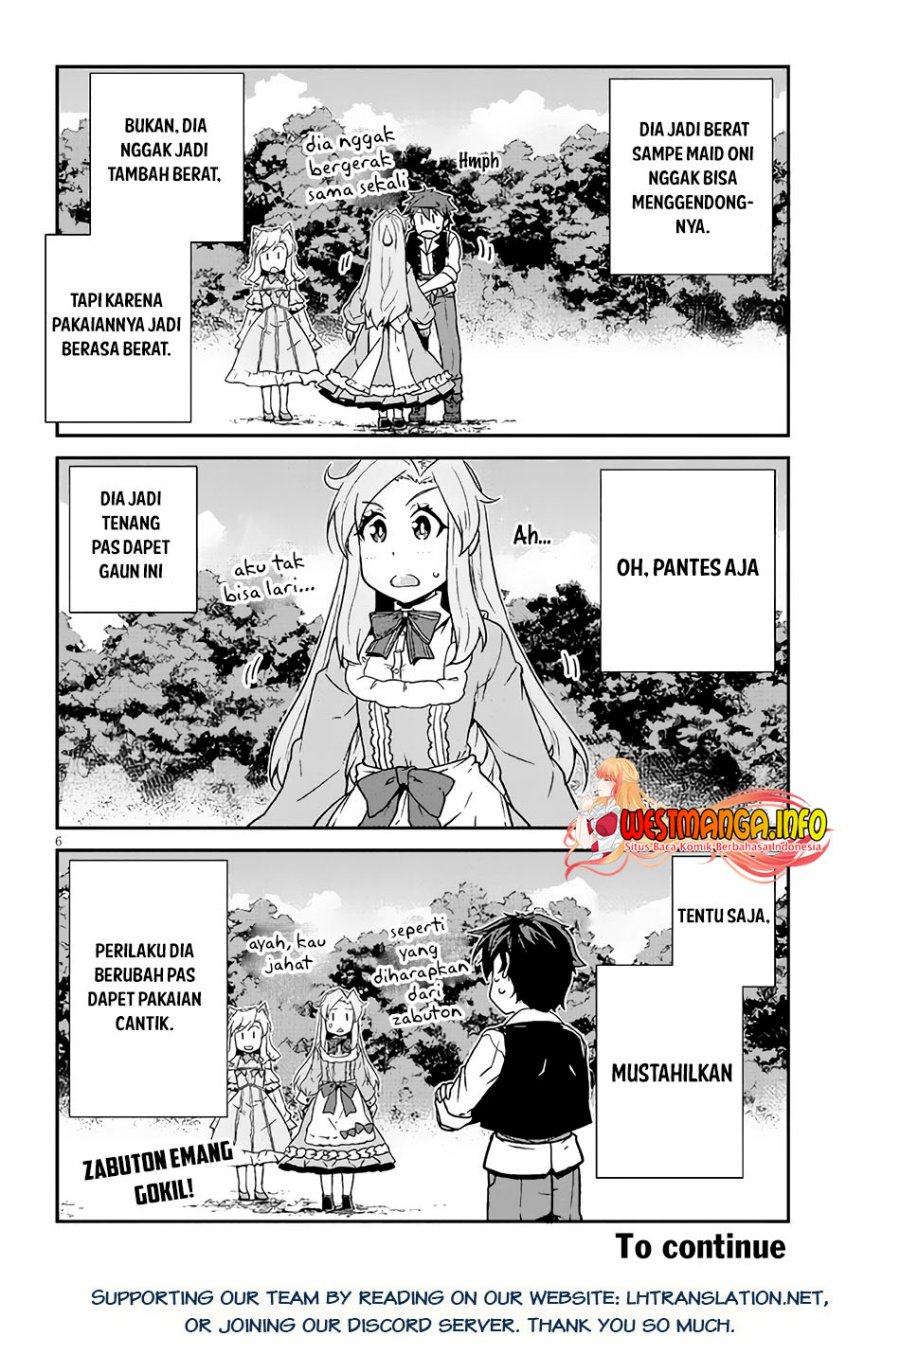 DIA JADI BERAT
SAMPE MAID ONI
NGGAK BISA
MENGGENDONG-
NYA.
Hmph
dia nggak
bergerak
sama sekali
BUKAN, DIA
NGGAK JADI
TAMBAH BERAT,
TAPI KARENA
PAKAIANNYA JADI
BERASA BERAT.
OH, PANTES AJA
Ah...
aku tak
bisa lari...
DIA JADI
TENANG
PAS DAPET
GAUN INI
WESTMANGA.INFO
Situs Baca Komik Berbahasa Indonesia
6
TENTU SAJA,
MUSTAHILKAN
seperti
yang
diharapkan
dari
zabuton
ayah, kau
jahat
PERILAKU DIA
BERUBAH PAS
DAPET PAKAIAN
CANTIK.
ZABUTON EMANG
GOKIL!
To continue
SUPPORTING OUR TEAM BY READING ON OUR WEBSITE: LHTRANSLATION.NET,
OR JOINING OUR DISCORD SERVER. THANK YOU SO MUCH.